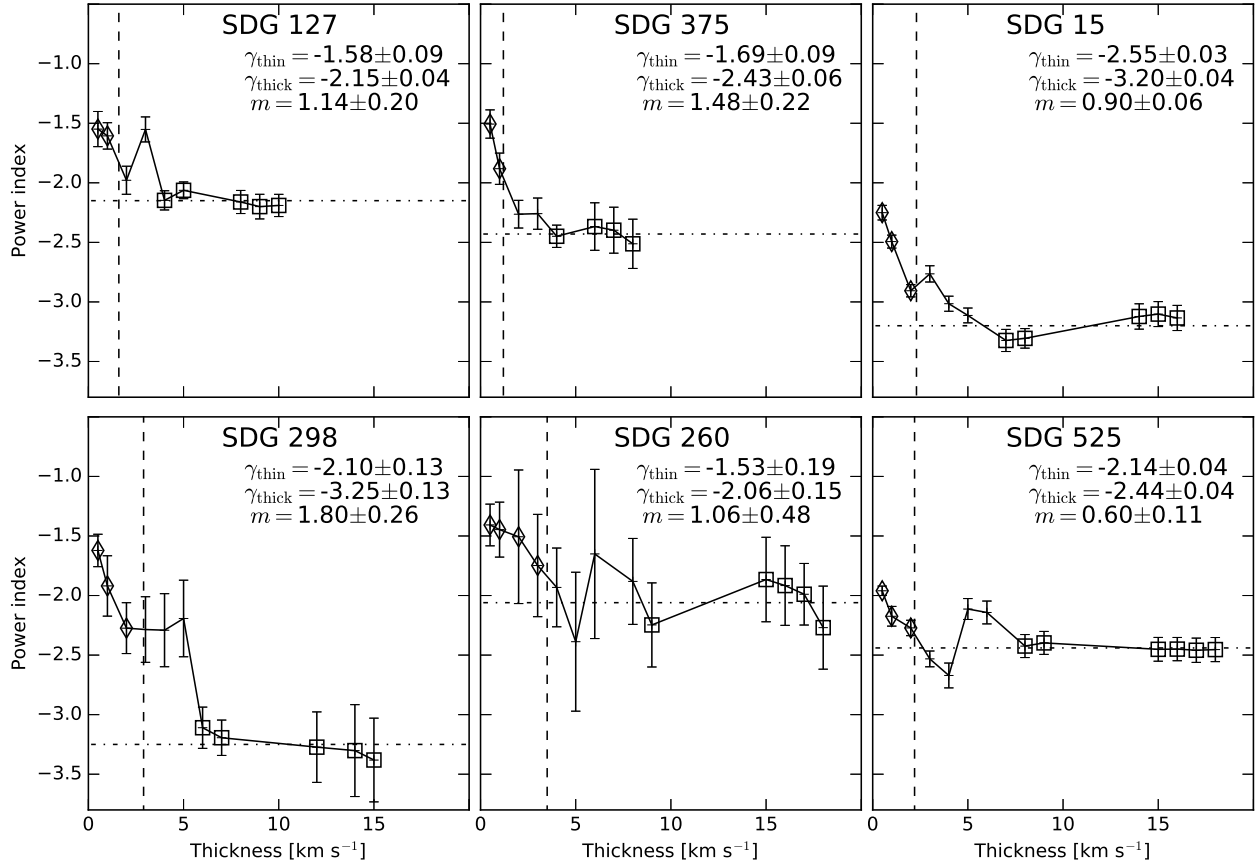 SDG 127
γthin = -1.58±0.09
γthick = -2.15±0.04
m = 1.14±0.20
SDG 375
γthin = -1.69±0.09
γthick = -2.43±0.06
m = 1.48±0.22
SDG 15
γthin = -2.55±0.03
γthick = -3.20±0.04
m = 0.90±0.06
Power index
−1.0
−1.5
−2.0
−2.5
−3.0
−3.5
SDG 298
γthin = -2.10±0.13
γthick = -3.25±0.13
m = 1.80±0.26
SDG 260
γthin = -1.53±0.19
γthick = -2.06±0.15
m = 1.06±0.48
SDG 525
γthin = -2.14±0.04
γthick = -2.44±0.04
m = 0.60±0.11
Power index
−1.0
−1.5
−2.0
−2.5
−3.0
−3.5
0 5 10 15
0 5 10 15
0 5 10 15
Thickness [km s⁻¹]
Thickness [km s⁻¹]
Thickness [km s⁻¹]